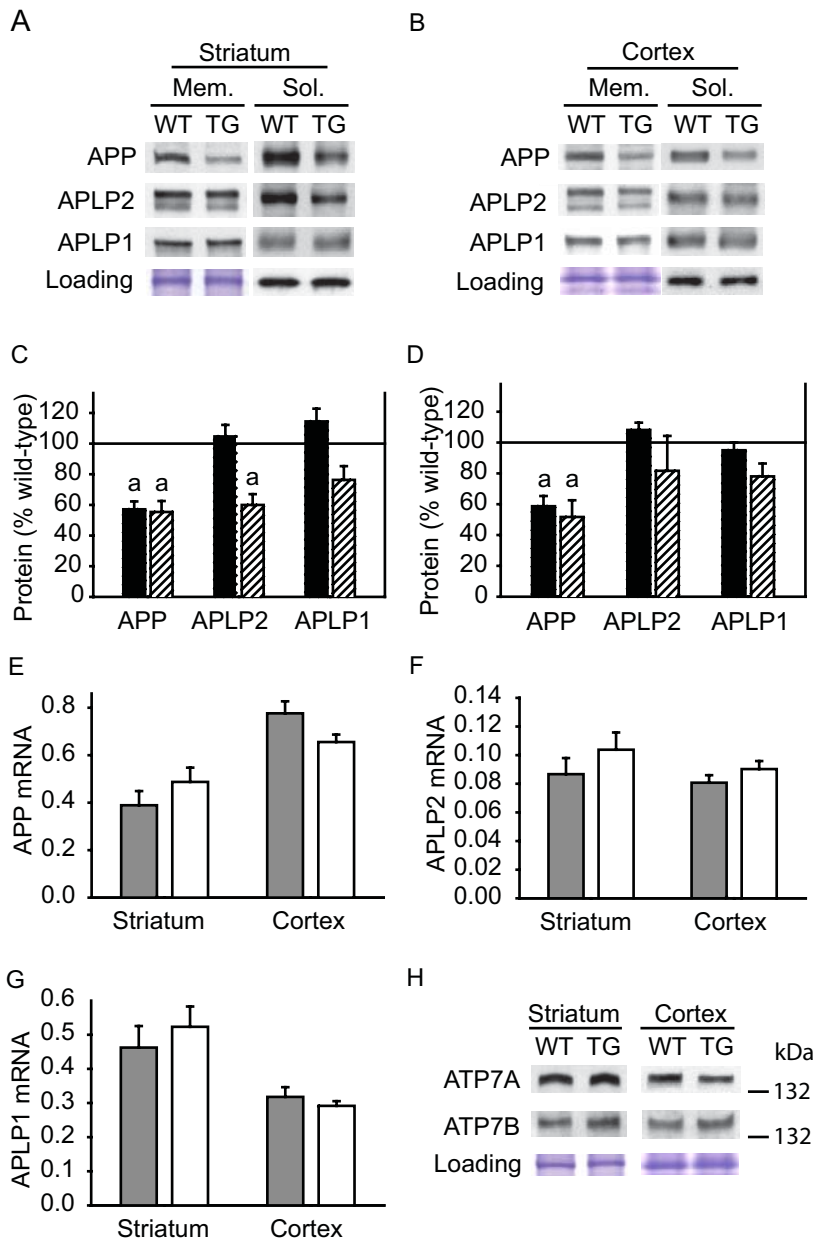 A
Striatum
Mem. Sol.
WT TG WT TG
APP
APLP2
APLP1
Loading
B
Cortex
Mem. Sol.
WT TG WT TG
APP
APLP2
APLP1
Loading
C
Protein (% wild-type)
120
100
80
60
40
20
0
a a a
APP APLP2 APLP1
D
Protein (% wild-type)
120
100
80
60
40
20
0
a a
APP APLP2 APLP1
E
APP mRNA
0.8
0.6
0.4
0.2
0.0
Striatum Cortex
F
APLP2 mRNA
0.14
0.12
0.10
0.08
0.06
0.04
0.02
0.00
Striatum Cortex
G
APLP1 mRNA
0.6
0.5
0.4
0.3
0.2
0.1
0.0
Striatum Cortex
H
Striatum Cortex
WT TG WT TG kDa
ATP7A 132
ATP7B 132
Loading